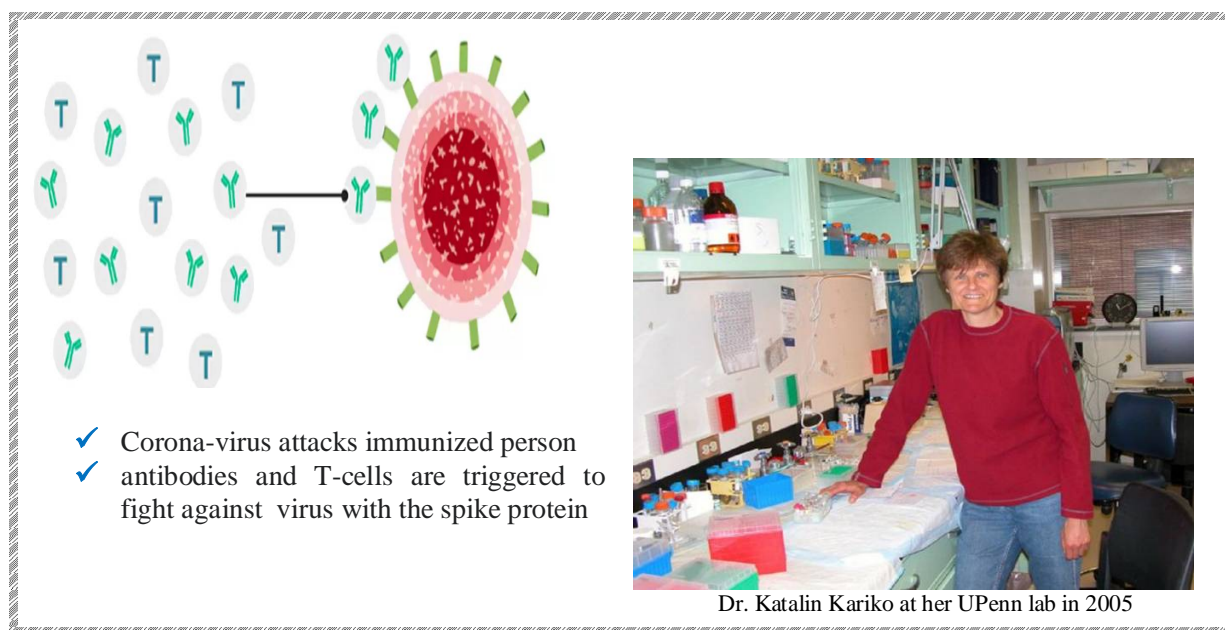 T
T
T
T
T
T
T
T
Corona-virus attacks immunized person
antibodies and T-cells are triggered to
fight against virus with the spike protein
Dr. Katalin Kariko at her UPenn lab in 2005